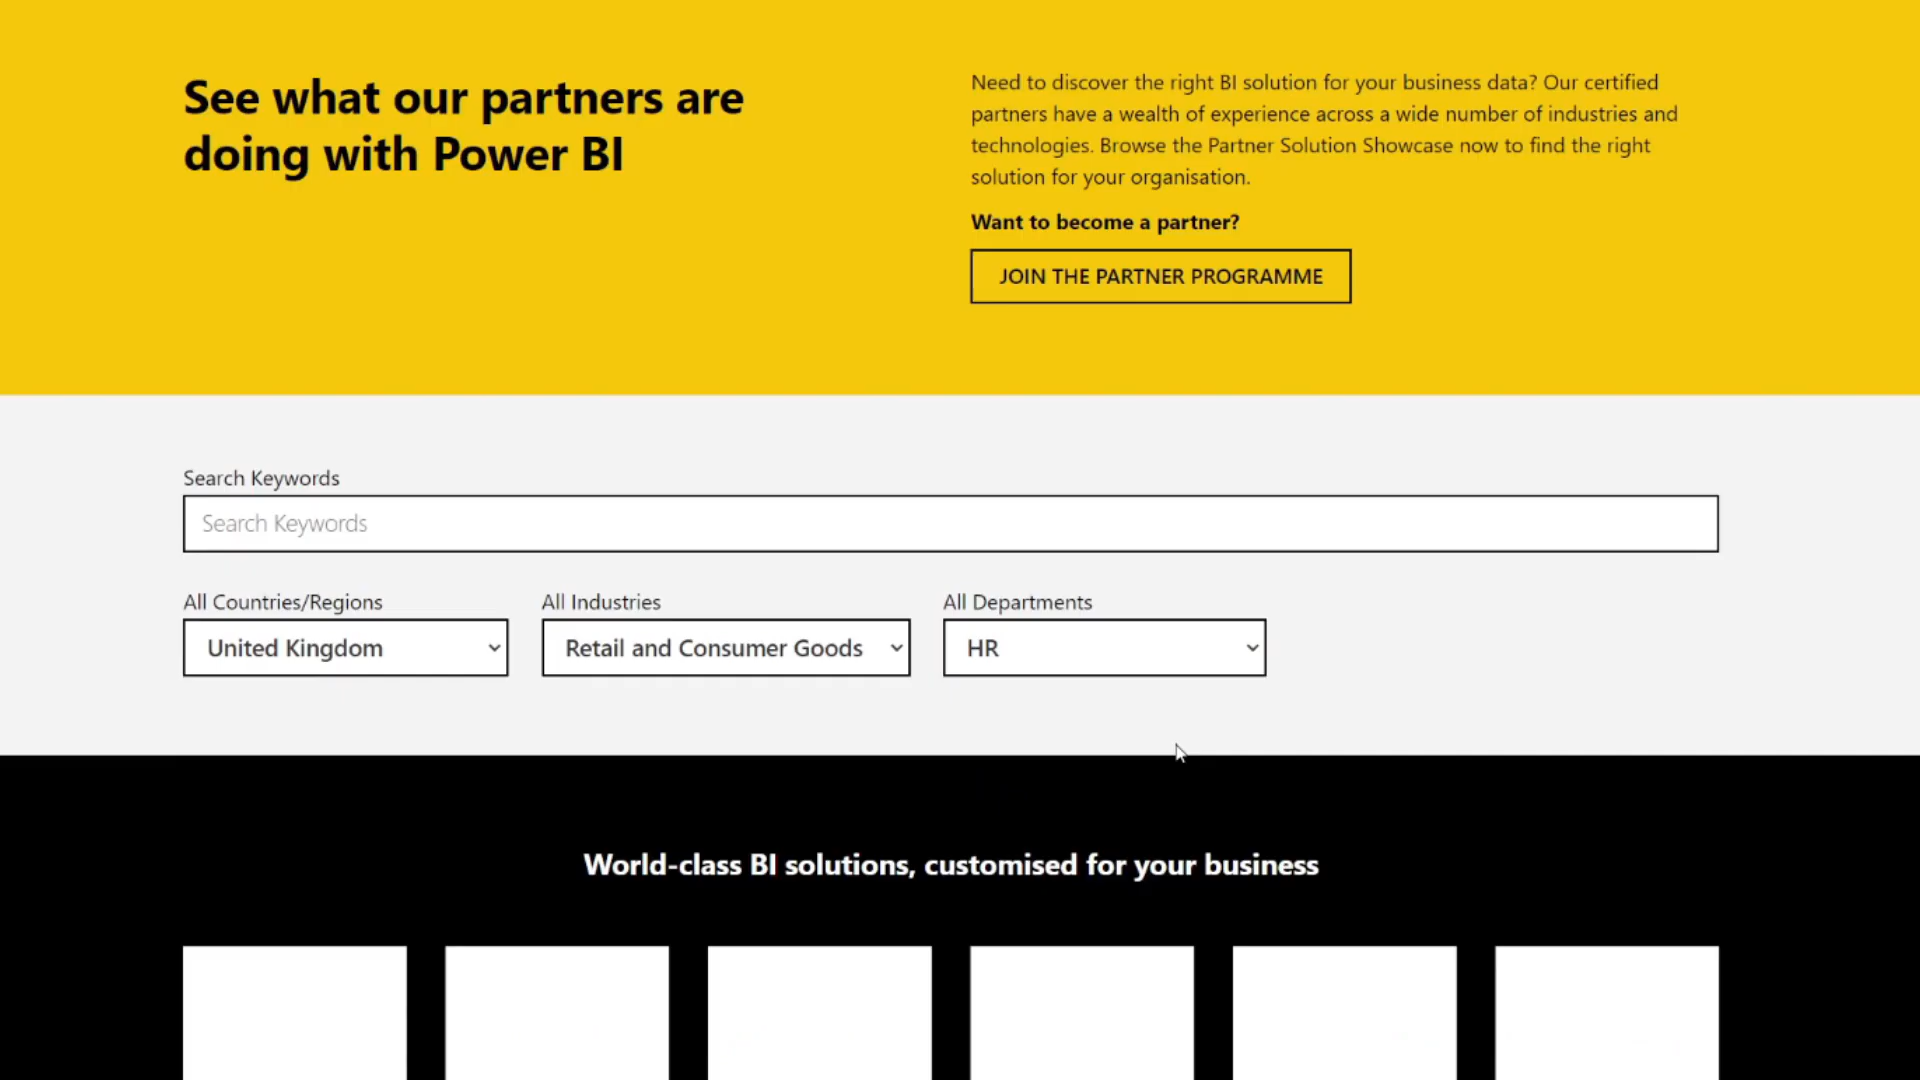 See what our partners are
doing with Power BI
Need to discover the right BI solution for your business data? Our certified
partners have a wealth of experience across a wide number of industries and
technologies. Browse the Partner Solution Showcase now to find the right
solution for your organisation.
Want to become a partner?
JOIN THE PARTNER PROGRAMME
Search Keywords
Search Keywords
All Countries/Regions
All Industries
All Departments
United Kingdom
Retail and Consumer Goods
HR
World-class BI solutions, customised for your business